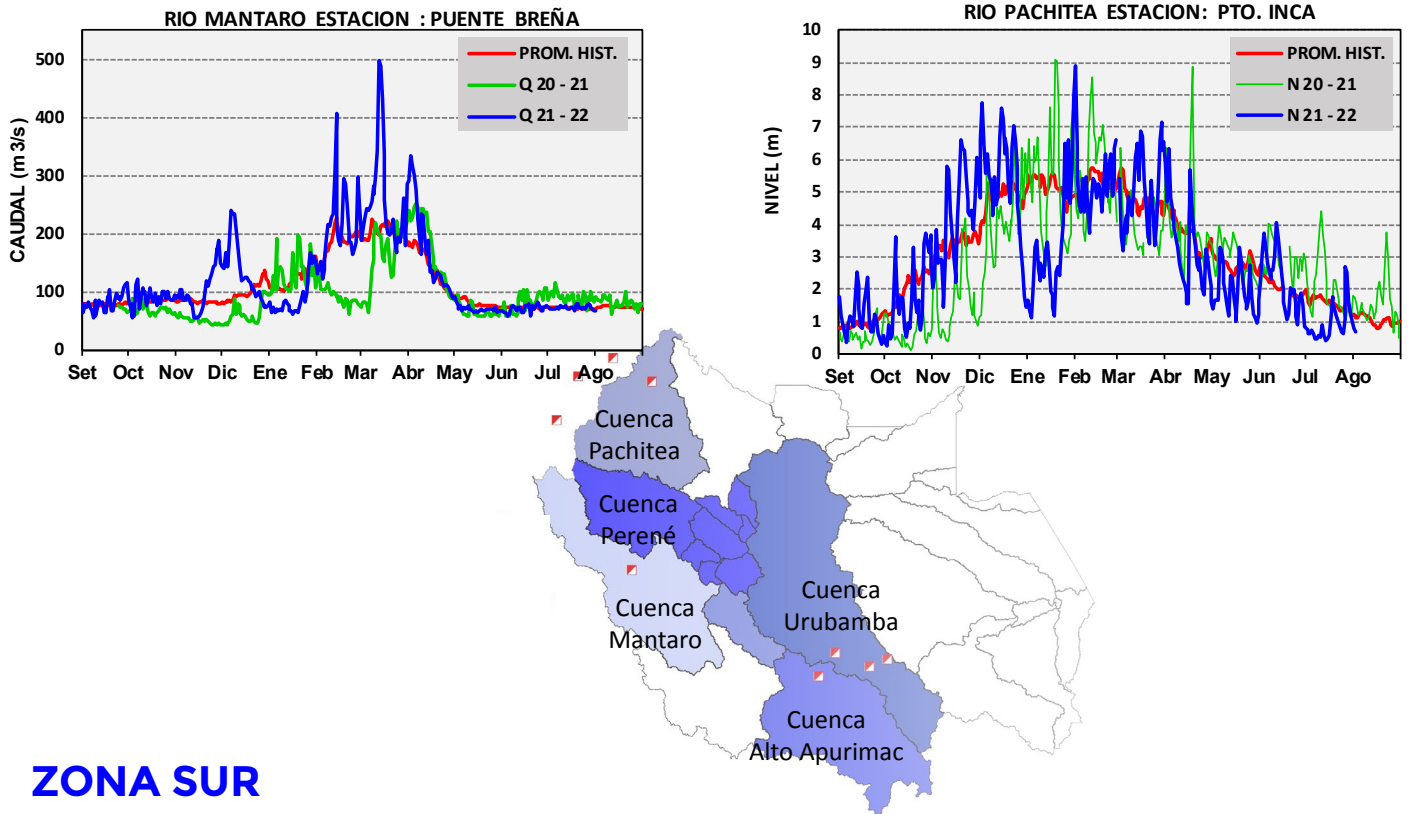 RIO MANTARO ESTACION : PUENTE BREÑA
CAUDAL (m 3/s)
500
400
300
200
100
0
PROM. HIST.
Q 20 - 21
Q 21 - 22
Set Oct Nov Dic Ene Feb Mar Abr May Jun Jul Ago
RIO PACHITEA ESTACION: PTO. INCA
NIVEL (m)
10
9
8
7
6
5
4
3
2
1
0
PROM. HIST.
N 20 - 21
N 21 - 22
Set Oct Nov Dic Ene Feb Mar Abr May Jun Jul Ago
Cuenca
Pachitea
Cuenca
Perené
Cuenca
Mantaro
Cuenca
Urubamba
Cuenca
Alto Apurimac
ZONA SUR